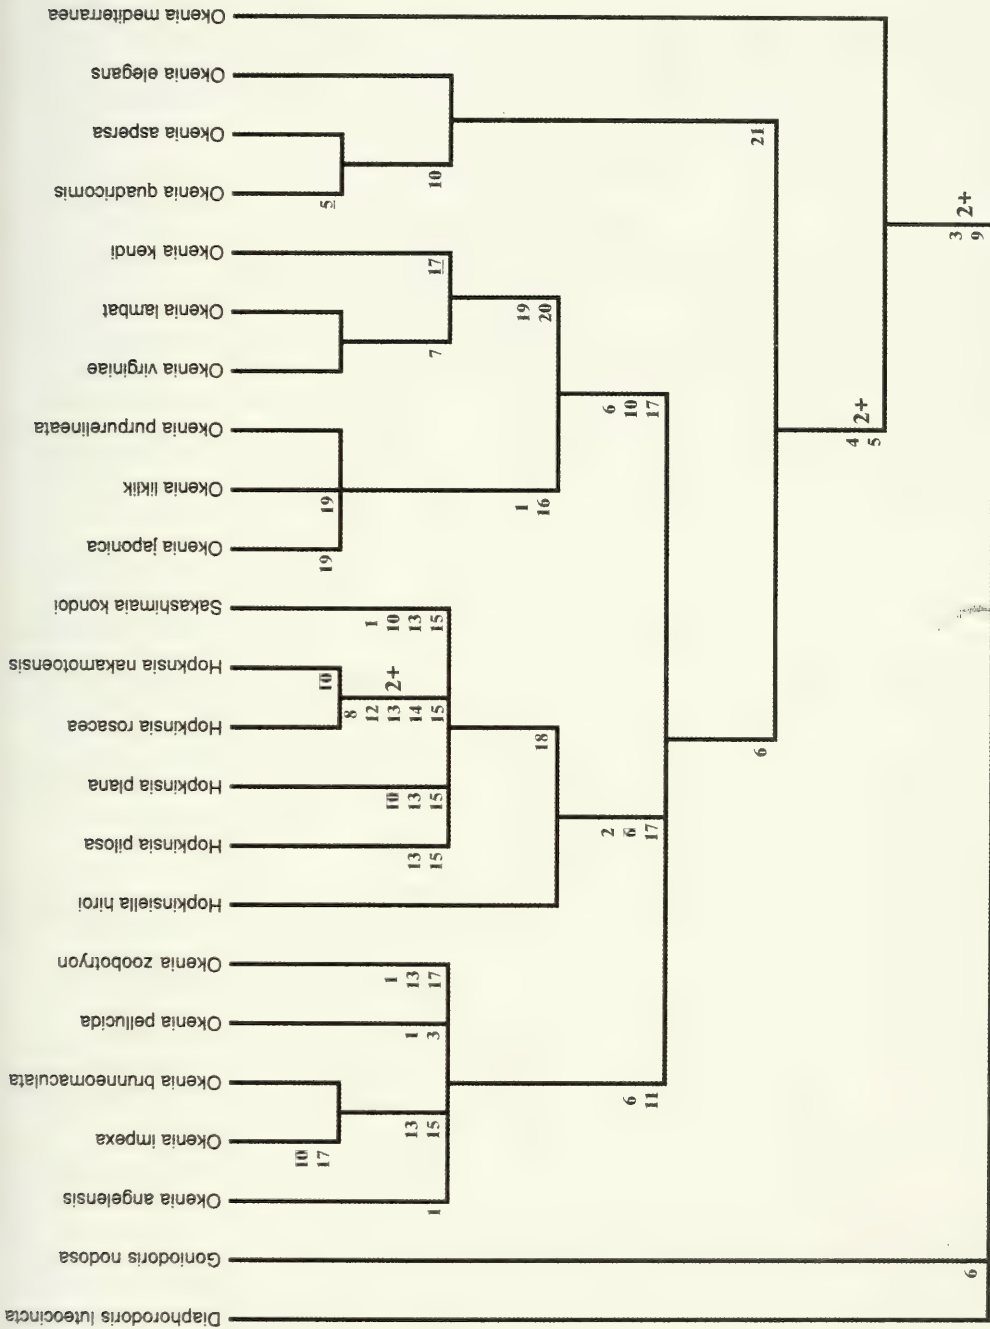 Okenia mediterranea
Okenia elegans
Okenia aspersa
Okenia quadricornis
Okenia kendi
Okenia lambat
Okenia virginiae
Okenia purpurelineata
Okenia liklik
Okenia japonica
Sakashimaia kondoi
Hopknsia nakamotoensis
Hopkinsia rosacea
Hopkinsia plana
Hopkinsia pilosa
Hopkinsiella hiroi
Okenia zoobotryon
Okenia pellucida
Okenia brunneomaculata
Okenia impexa
Okenia angelensis
Goniodoris nodosa
Diaphorodoris luteocincta
5
10
21
17
7
19
20
19
19
1
16
6
10
17
1
10
13
15
10
8
12
13
14
15
2+
10
13
15
13
15
18
2
6
17
1
13
17
1
3
13
15
10
17
1
6
11
6
4
5
2+
3
9
2+
6